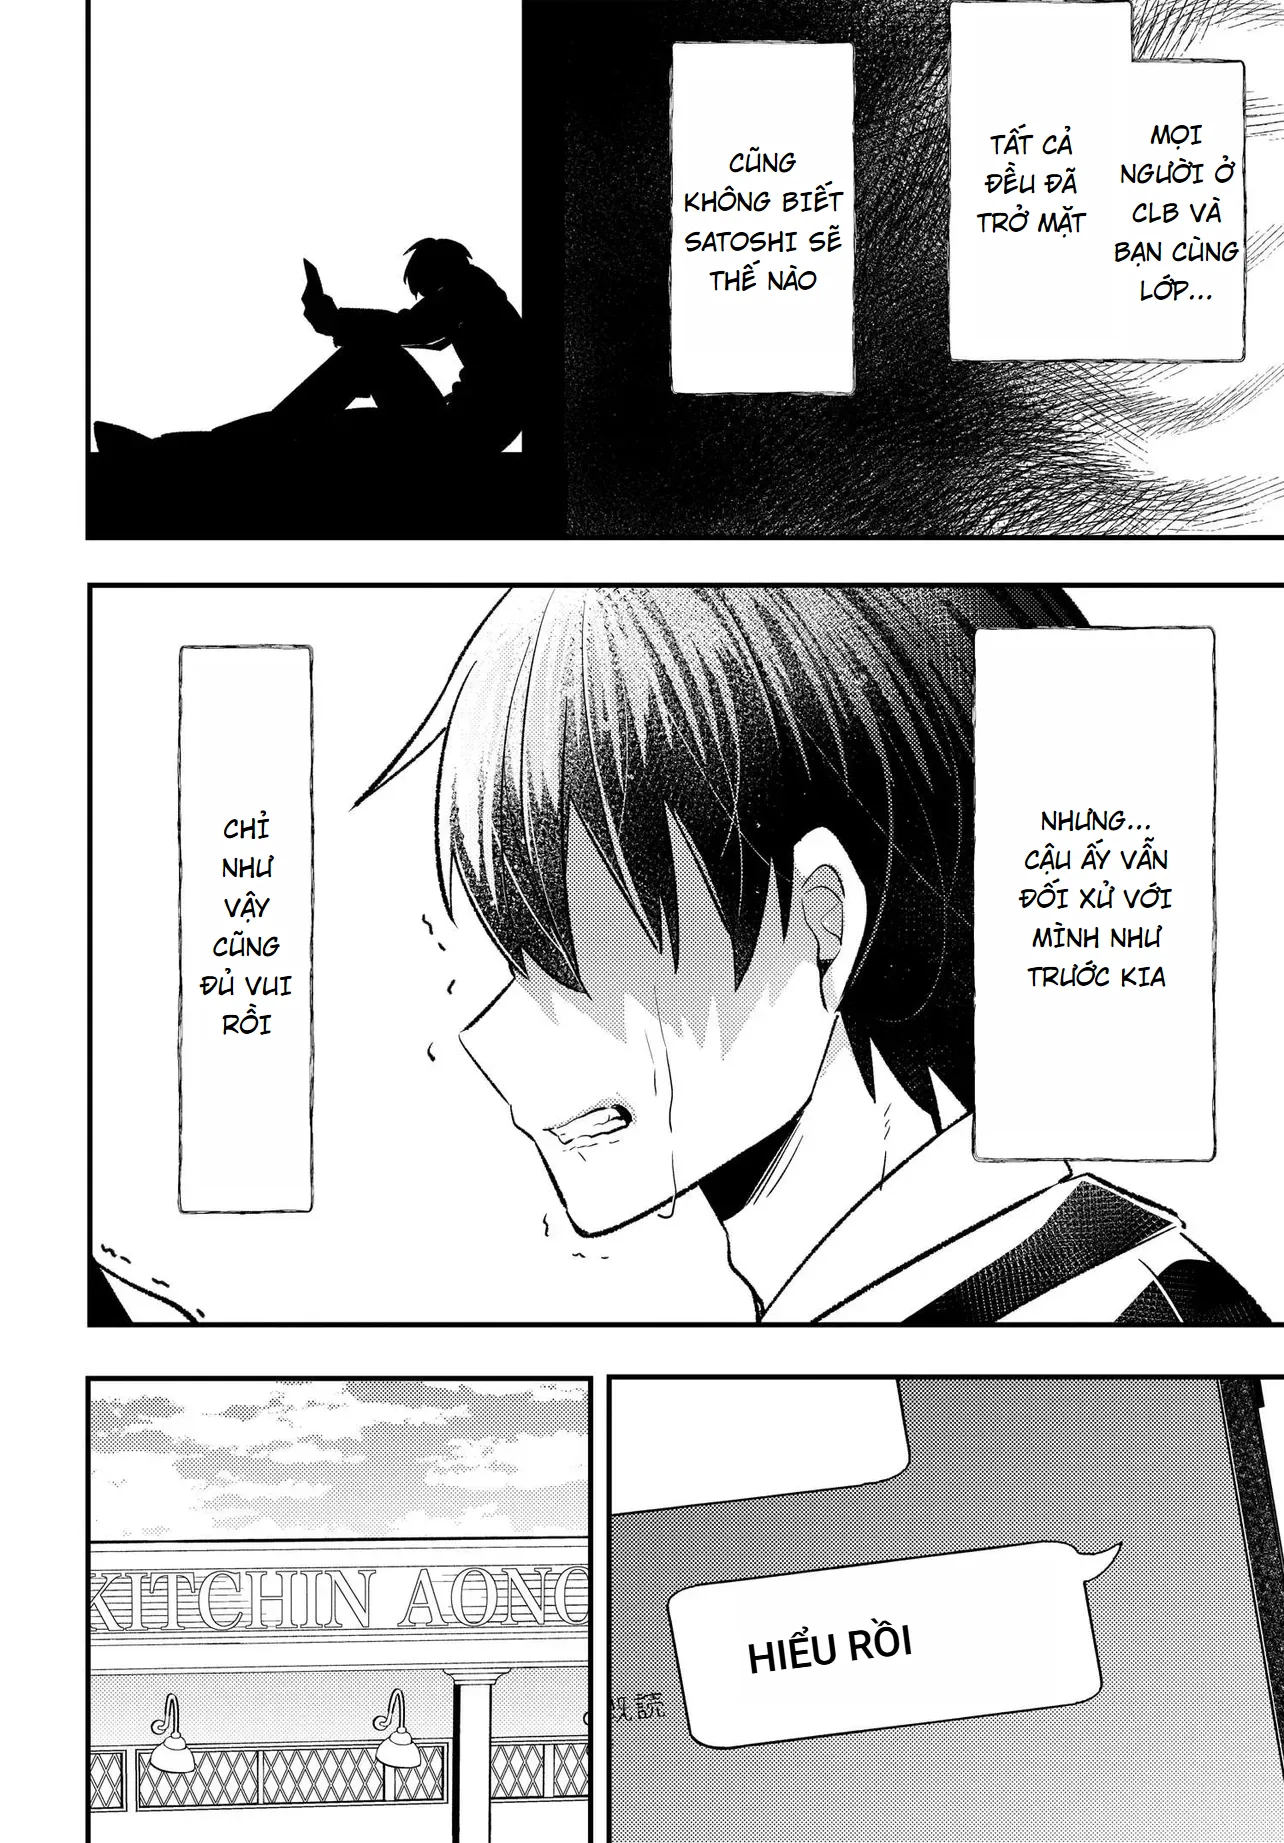 MỌI
NGƯỜI Ở
CLB VÀ
BẠN CÙNG
LỚP...
TẤT CẢ
ĐỀU ĐÃ
TRỞ MẶT
CŨNG
KHÔNG BIẾT
SATOSHI SẼ
THẾ NÀO
NHƯNG...
CẬU ẤY VẪN
ĐỐI XỬ VỚI
MÌNH NHƯ
TRƯỚC KIA
CHỈ
NHƯ
VẬY
CŨNG
ĐỦ VUI
RỒI
HIỂU RỒI
既読
KITCHIN AONO